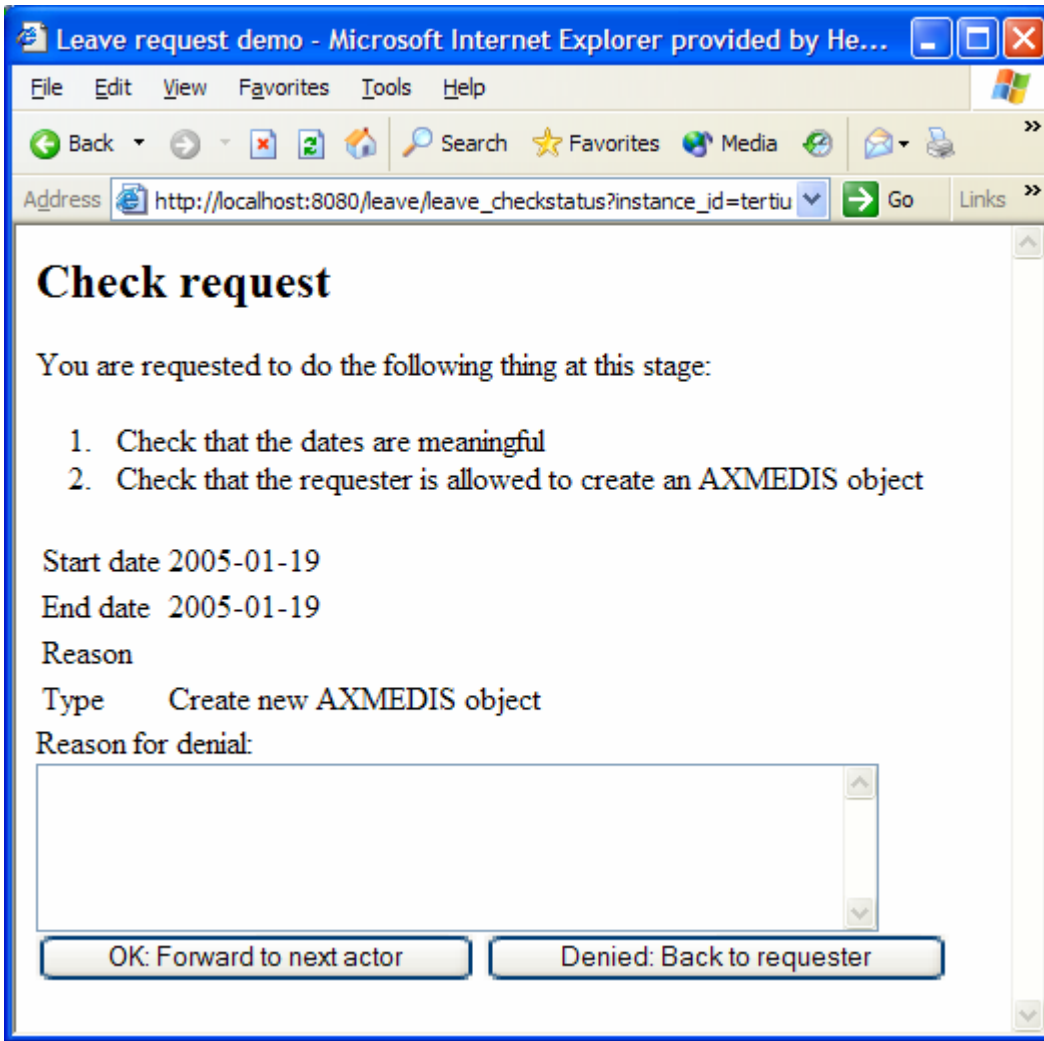 Leave request demo - Microsoft Internet Explorer provided by He...
File Edit View Favorites Tools Help
Back Search Favorites Media »
Address http://localhost:8080/leave/leave_checkstatus?instance_id=tertiu Go Links »
Check request
You are requested to do the following thing at this stage:
1. Check that the dates are meaningful
2. Check that the requester is allowed to create an AXMEDIS object
Start date 2005-01-19
End date 2005-01-19
Reason
Type Create new AXMEDIS object
Reason for denial:
OK: Forward to next actor Denied: Back to requester